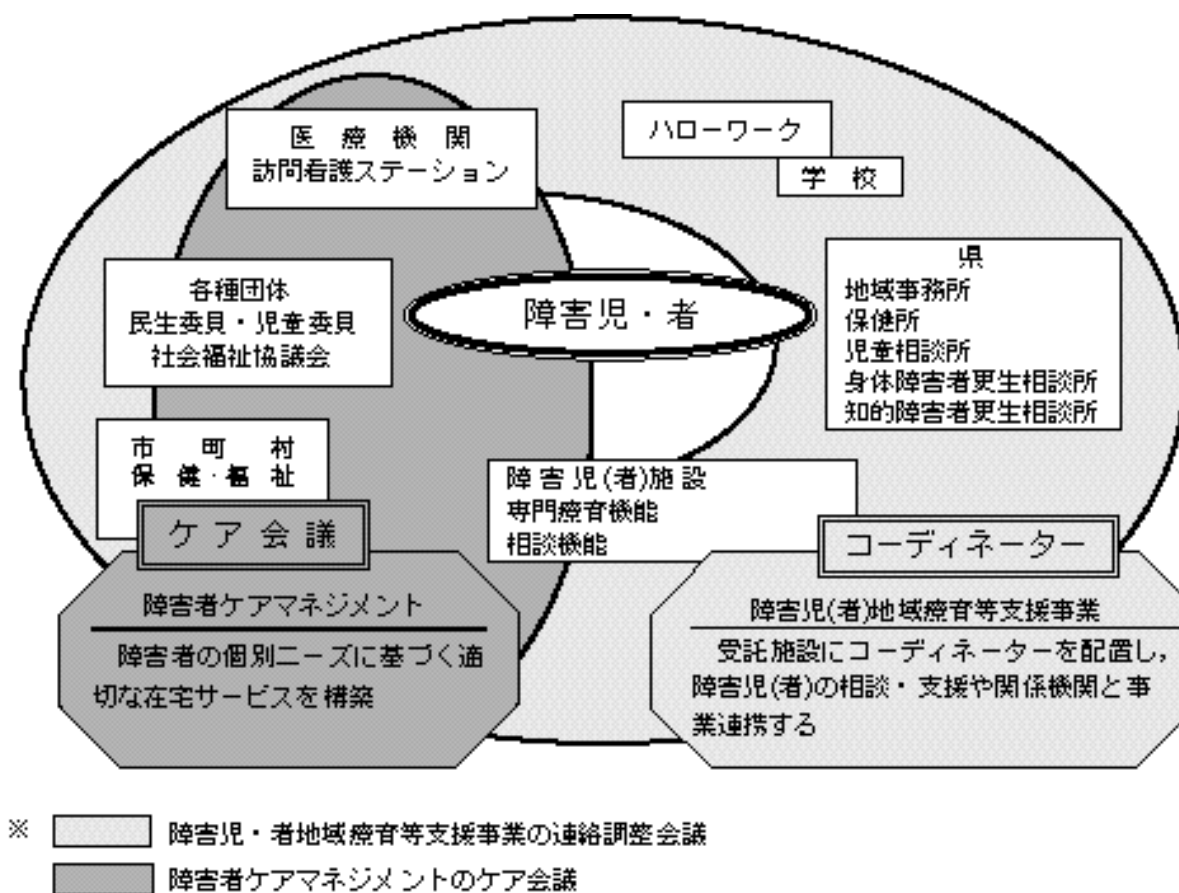 医療機関
訪問看護ステーション
ハローワーク
学校
各種団体
民生委員・児童委員
社会福祉協議会
障害児・者
県
地域事務所
保健所
児童相談所
身体障害者更生相談所
知的障害者更生相談所
市町村
保健・福祉
障害児(者)施設
専門療育機能
相談機能
ケア会議
障害者ケアマネジメント
障害者の個別ニーズに基づく適
切な在宅サービスを構築
コーディネーター
障害児(者)地域療育等支援事業
受託施設にコーディネーターを配置し,
障害児(者)の相談・支援や関係機関と事
業連携する
※ 障害児・者地域療育等支援事業の連絡調整会議
障害者ケアマネジメントのケア会議